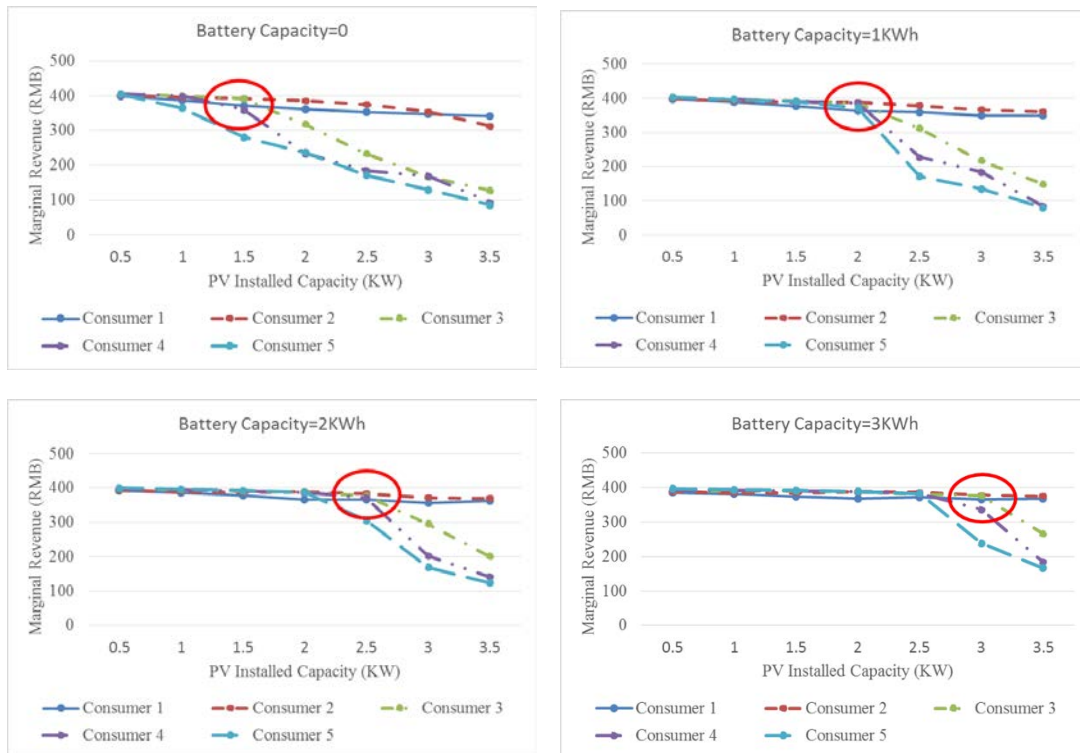 Battery Capacity=0
Marginal Revenue (RMB)
500
400
300
200
100
0
0.5 1 1.5 2 2.5 3 3.5
PV Installed Capacity (KW)
Consumer 1 Consumer 2 Consumer 3
Consumer 4 Consumer 5
Battery Capacity=1KWh
Marginal Revenue (RMB)
500
400
300
200
100
0
0.5 1 1.5 2 2.5 3 3.5
PV Installed Capacity (KW)
Consumer 1 Consumer 2 Consumer 3
Consumer 4 Consumer 5
Battery Capacity=2KWh
Marginal Revenue (RMB)
500
400
300
200
100
0
0.5 1 1.5 2 2.5 3 3.5
PV Installed Capacity (KW)
Consumer 1 Consumer 2 Consumer 3
Consumer 4 Consumer 5
Battery Capacity=3KWh
Marginal Revenue (RMB)
500
400
300
200
100
0
0.5 1 1.5 2 2.5 3 3.5
PV Installed Capacity (KW)
Consumer 1 Consumer 2 Consumer 3
Consumer 4 Consumer 5